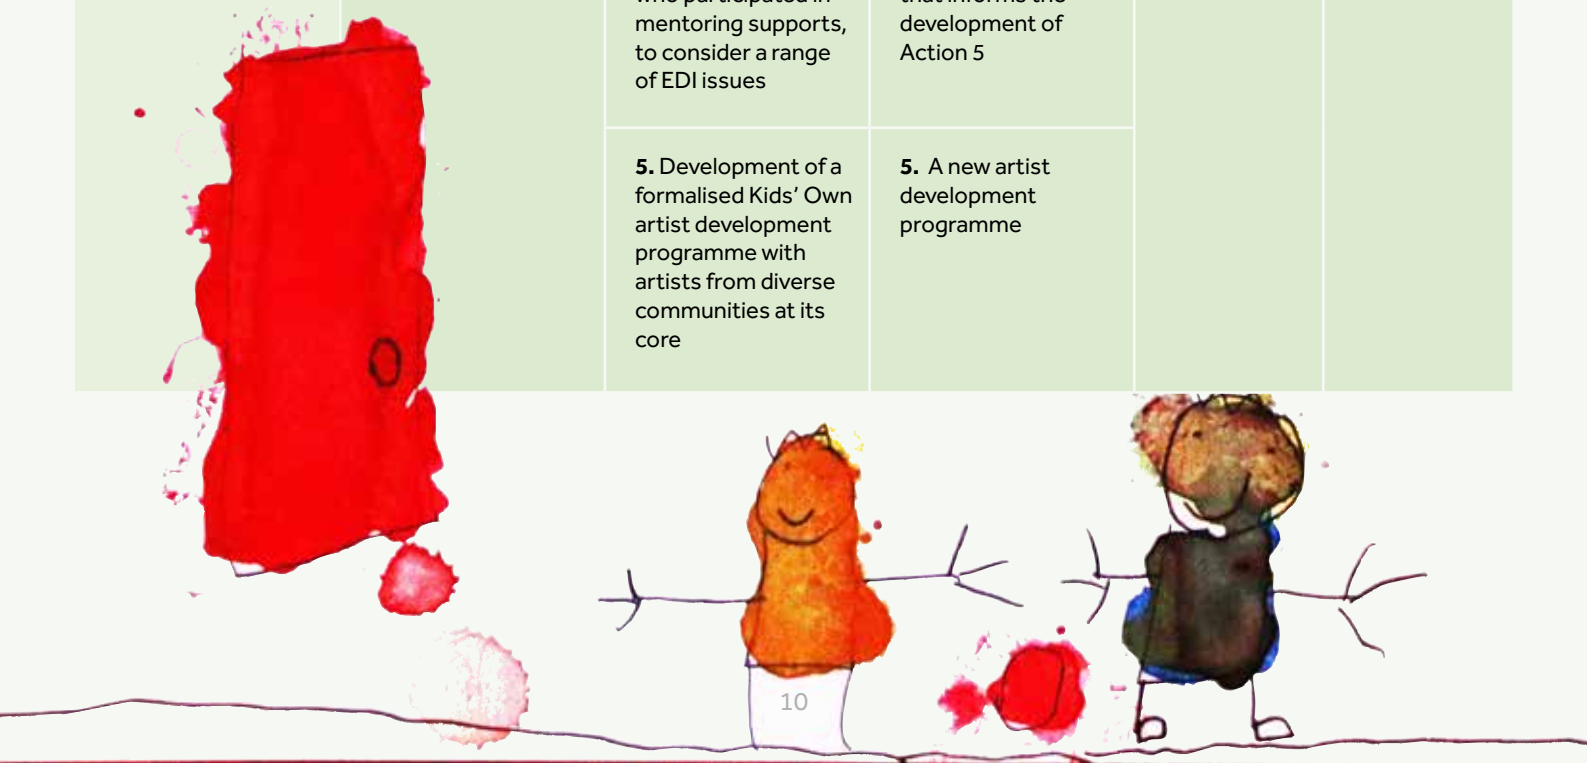 mentoring supports,
to consider a range
of EDI issues
development of
Action 5
5. Development of a
formalised Kids’ Own
artist development
programme with
artists from diverse
communities at its
core
5. A new artist
development
programme
10